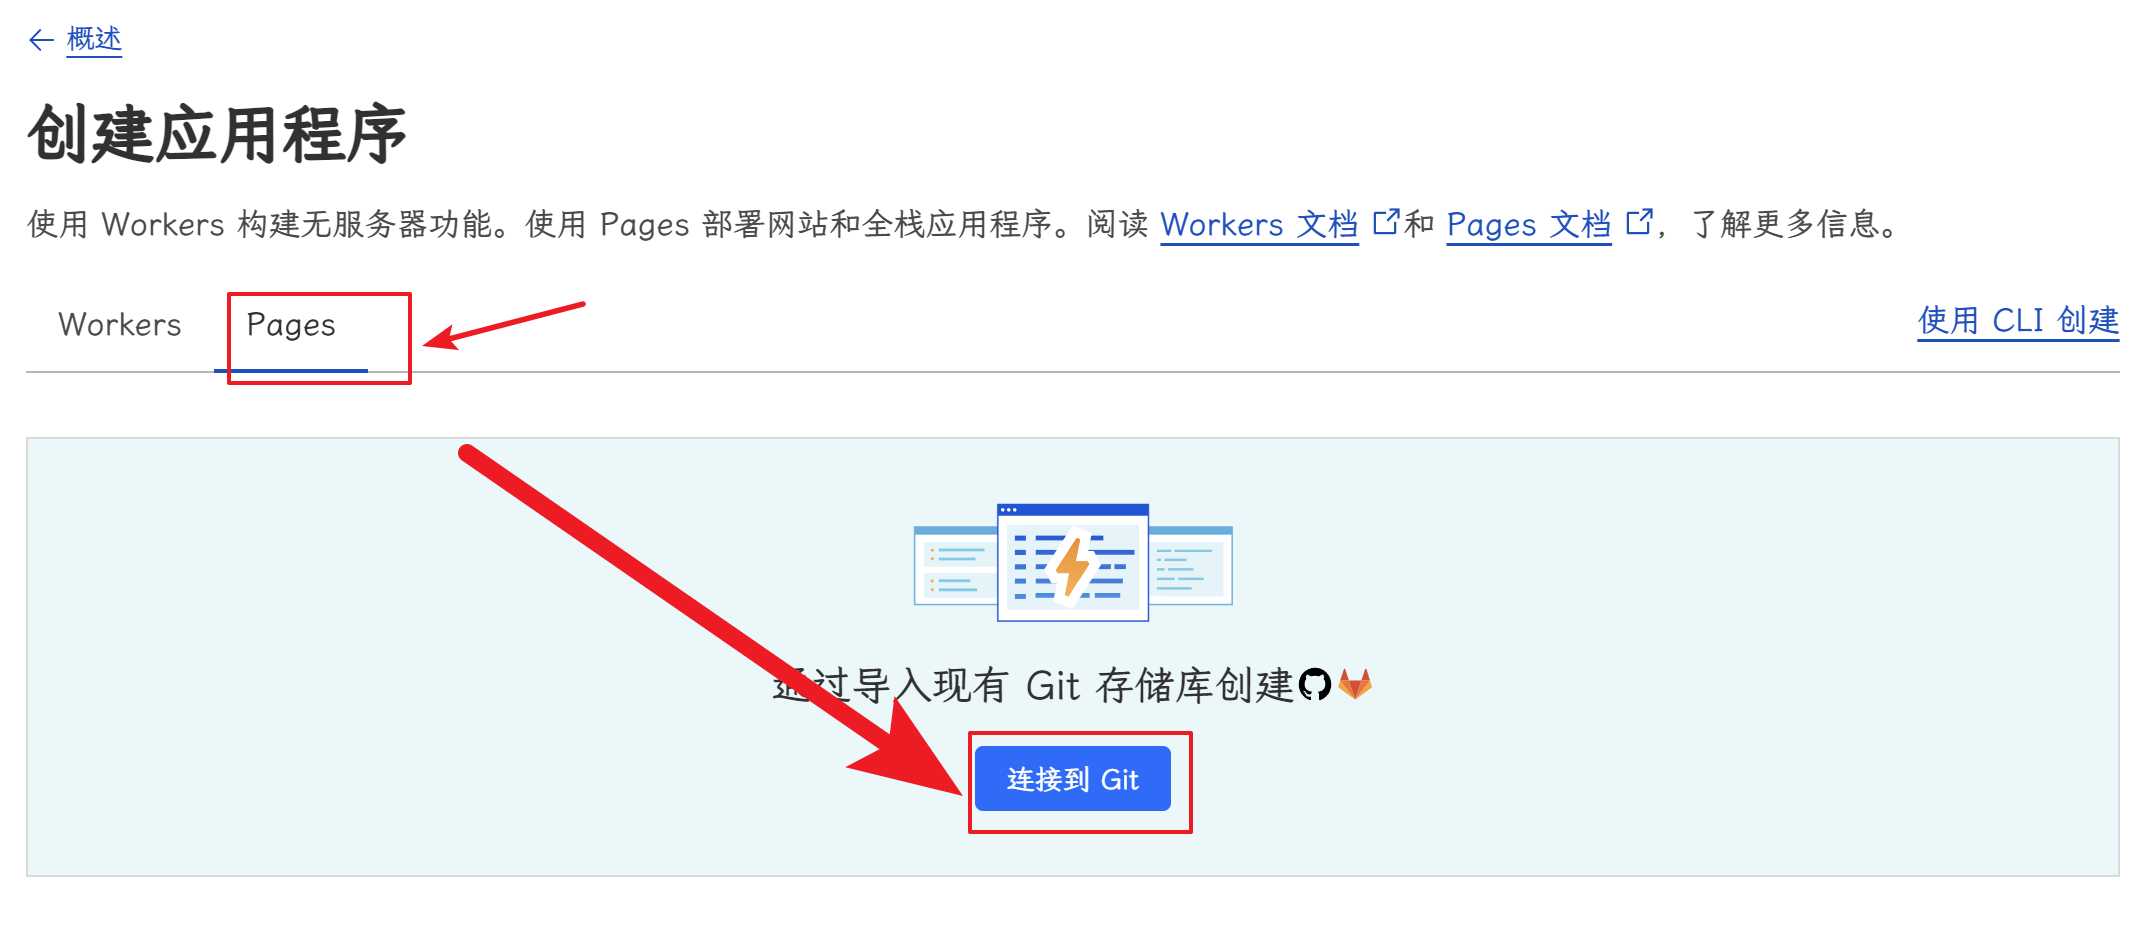 概述
创建应用程序
使用 Workers 构建无服务器功能。使用 Pages 部署网站和全栈应用程序。阅读 Workers 文档 和 Pages 文档 ，了解更多信息。
Workers Pages 使用 CLI 创建
通过导入现有 Git 存储库创建
连接到 Git